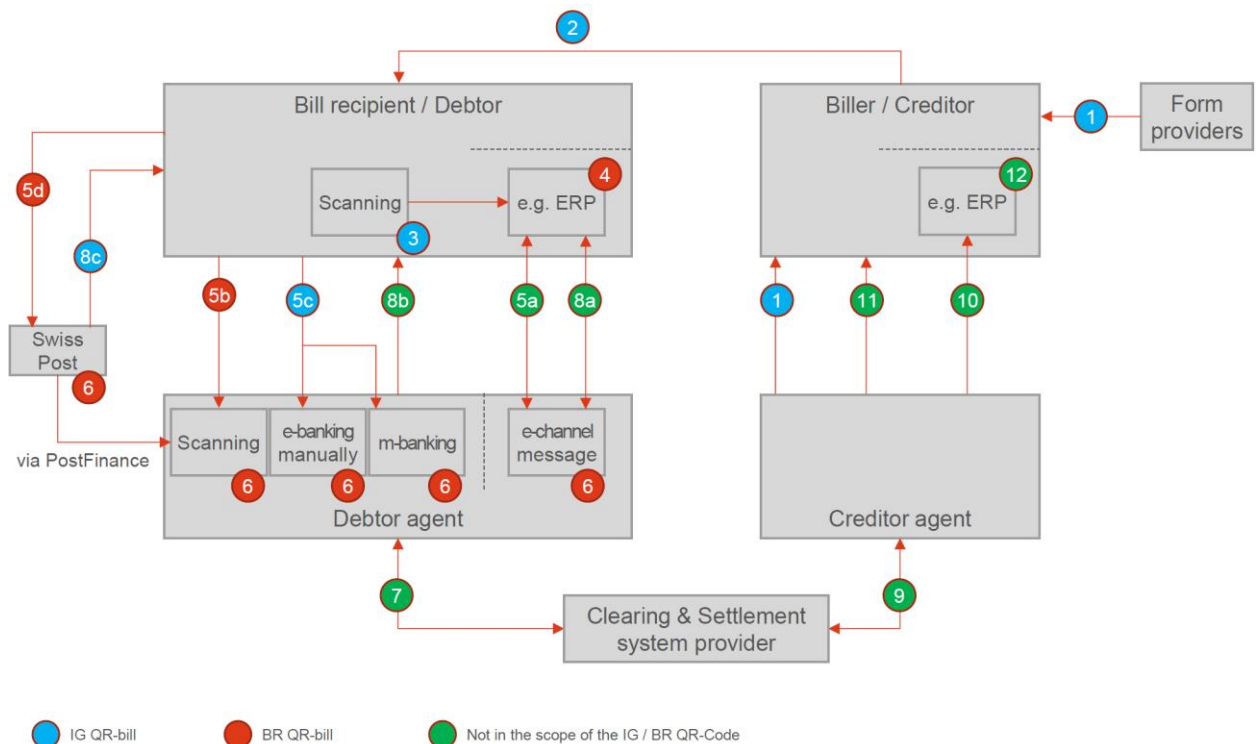 2
Bill recipient / Debtor
Biller / Creditor
Form
providers
1
5d
8c
Scanning
3
e.g. ERP
4
e.g. ERP
12
5b
5c
8b
5a
8a
1
11
10
Swiss
Post
6
via PostFinance
Scanning
6
e-banking
manually
6
m-banking
6
e-channel
message
6
Debtor agent
Creditor agent
7
9
Clearing & Settlement
system provider
IG QR-bill
BR QR-bill
Not in the scope of the IG / BR QR-Code